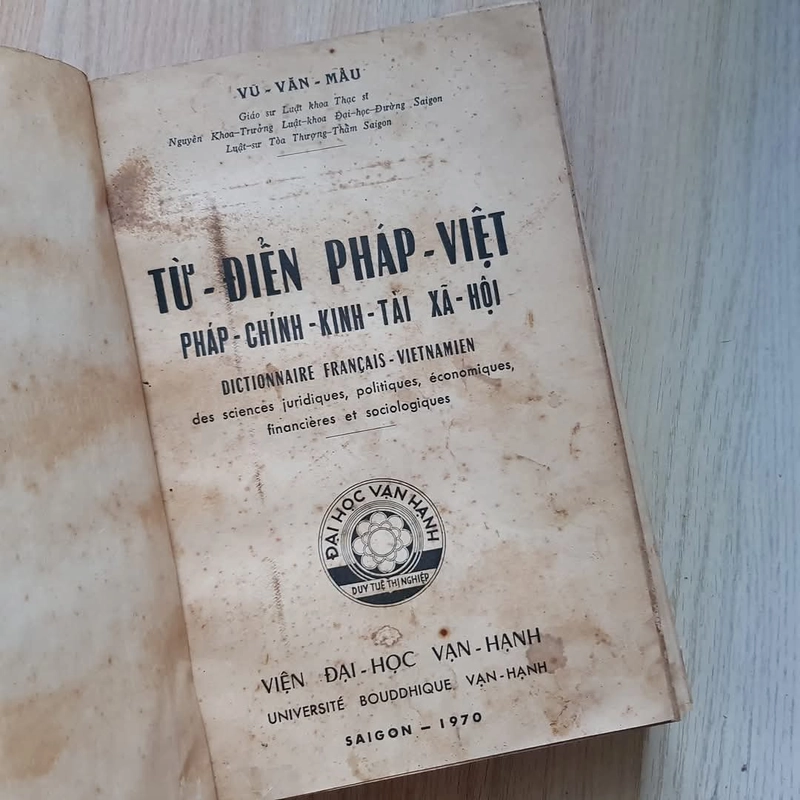 VŨ - VĂN - MẪU
Giáo sư Luật khoa Thạc sĩ
Nguyên Khoa-Trưởng Luật-khoa Đại-học-Đường Saigon
Luật-sư Tòa Thượng-Thẩm Saigon
TỪ - ĐIỂN PHÁP - VIỆT
PHÁP - CHÍNH - KINH - TÀI XÃ - HỘI
DICTIONNAIRE FRANÇAIS - VIETNAMIEN
des sciences juridiques, politiques, économiques,
financières et sociologiques
ĐẠI HỌC VẠN HẠNH
DUY TUỆ THỊ NGHIỆP
VIỆN ĐẠI - HỌC VẠN - HẠNH
UNIVERSITÉ BOUDDHIQUE VẠN - HẠNH
SAIGON — 1970